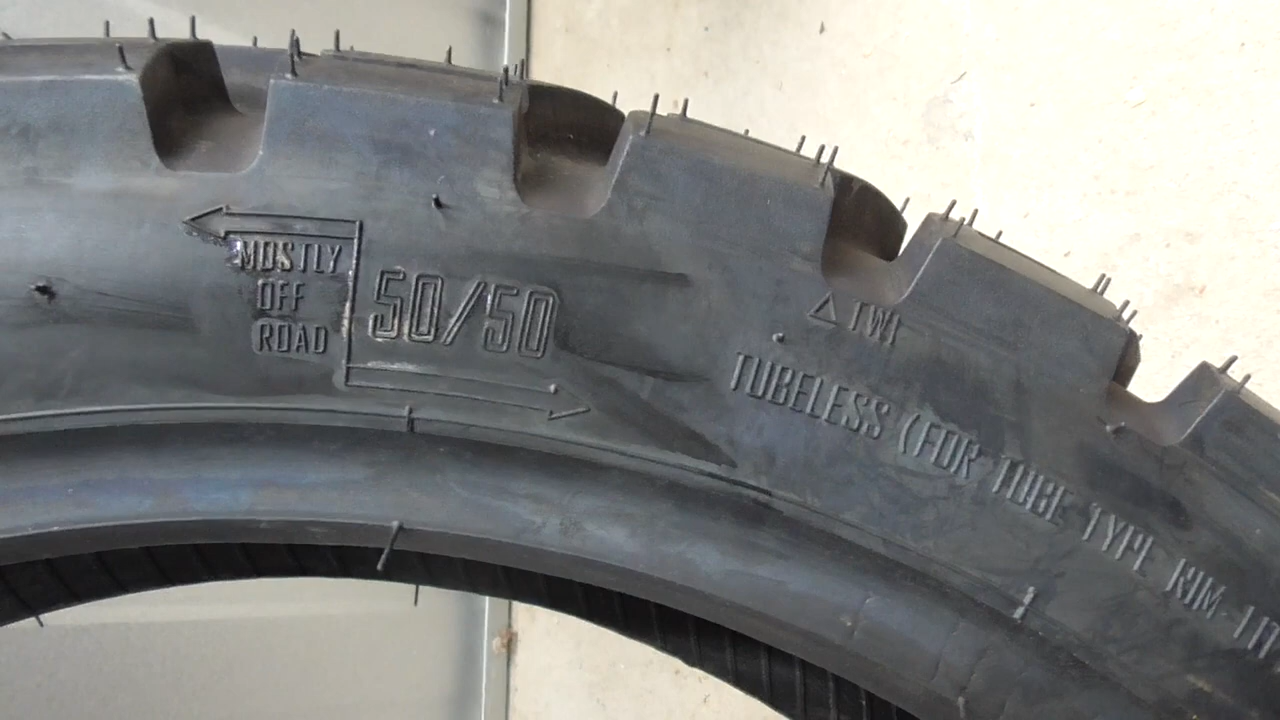 MOSTLY
OFF
ROAD
50/50
△ TWI
TUBELESS (FOR TUBE TYPE RIM-